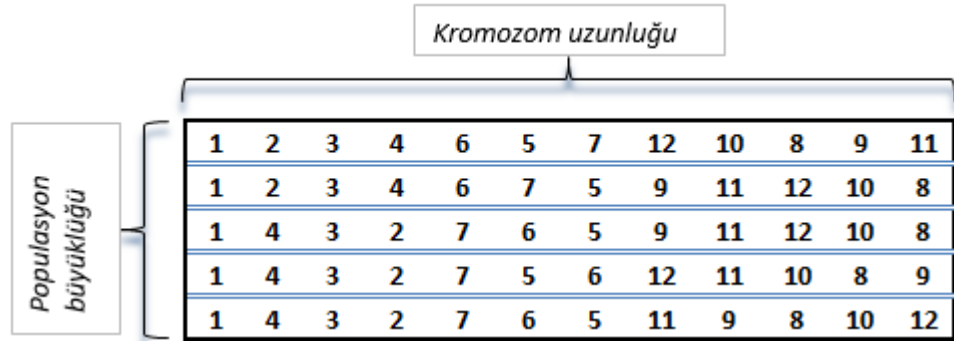 Kromozom uzunluğu
Populasyon
büyüklüğü
1 2 3 4 6 5 7 12 10 8 9 11
1 2 3 4 6 7 5 9 11 12 10 8
1 4 3 2 7 6 5 9 11 12 10 8
1 4 3 2 7 5 6 12 11 10 8 9
1 4 3 2 7 6 5 11 9 8 10 12